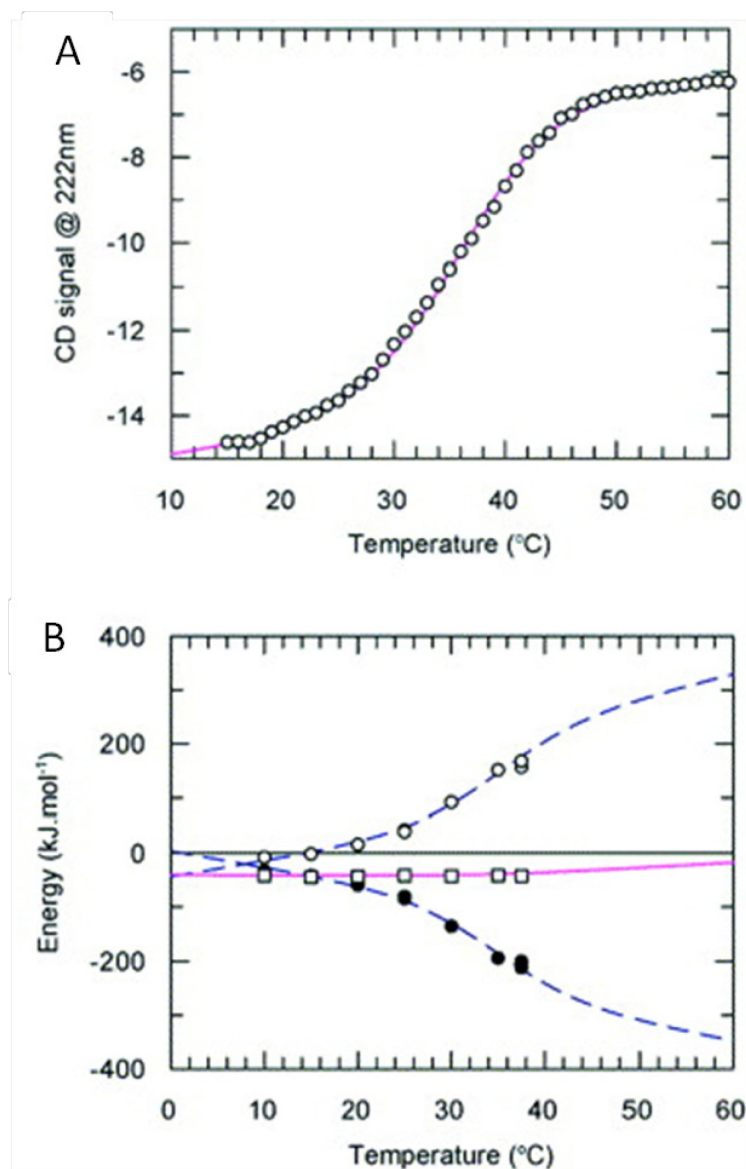 A
-6
-8
-10
-12
-14
CD signal @ 222nm
10 20 30 40 50 60
Temperature (°C)
B
400
200
0
-200
-400
Energy (kJ.mol⁻¹)
0 10 20 30 40 50 60
Temperature (°C)